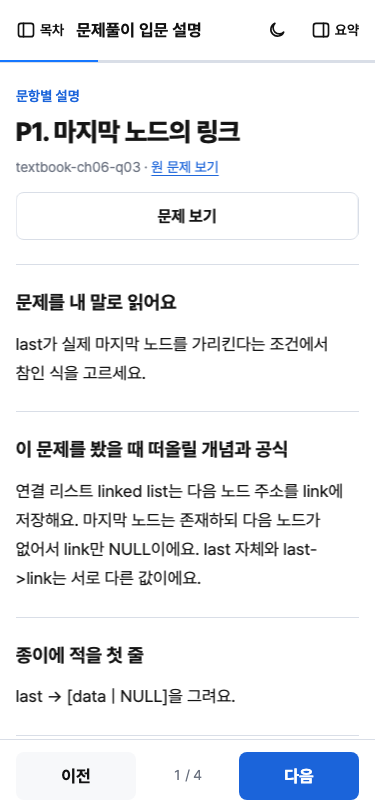 목차 문제풀이 입문 설명 요약
문항별 설명
P1. 마지막 노드의 링크
textbook-ch06-q03 · 원 문제 보기
문제 보기
문제를 내 말로 읽어요
last가 실제 마지막 노드를 가리킨다는 조건에서
참인 식을 고르세요.
이 문제를 봤을 때 떠올릴 개념과 공식
연결 리스트 linked list는 다음 노드 주소를 link에
저장해요. 마지막 노드는 존재하되 다음 노드가
없어서 link만 NULL이에요. last 자체와 last-
>link는 서로 다른 값이에요.
종이에 적을 첫 줄
last → [data | NULL]을 그려요.
이전 1 / 4 다음